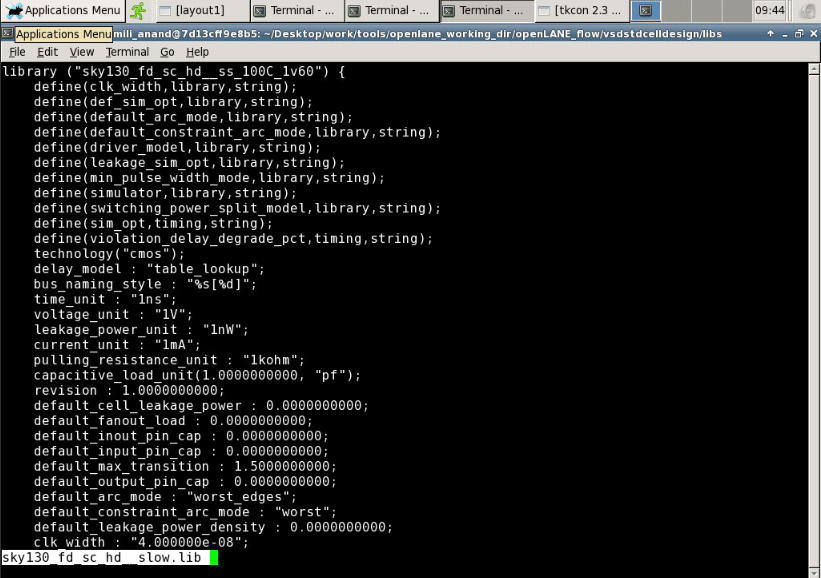 Applications Menu
[layout1]
Terminal - ...
Terminal - ...
Terminal - ...
[tkcon 2.3 ...
09:44
Applications Menu
mili_anand@7d13cff9e8b5: ~/Desktop/work/tools/openlane_working_dir/openLANE_flow/vsdstdcelldesign/libs
File Edit View Terminal Go Help
library ("sky130_fd_sc_hd__ss_100C_1v60") {
    define(clk_width,library,string);
    define(def_sim_opt,library,string);
    define(default_arc_mode,library,string);
    define(default_constraint_arc_mode,library,string);
    define(driver_model,library,string);
    define(leakage_sim_opt,library,string);
    define(min_pulse_width_mode,library,string);
    define(simulator,library,string);
    define(switching_power_split_model,library,string);
    define(sim_opt,timing,string);
    define(violation_delay_degrade_pct,timing,string);
    technology("cmos");
    delay_model : "table_lookup";
    bus_naming_style : "%s[%d]";
    time_unit : "1ns";
    voltage_unit : "1V";
    leakage_power_unit : "1nW";
    current_unit : "1mA";
    pulling_resistance_unit : "1kohm";
    capacitive_load_unit(1.0000000000, "pf");
    revision : 1.0000000000;
    default_cell_leakage_power : 0.0000000000;
    default_fanout_load : 0.0000000000;
    default_inout_pin_cap : 0.0000000000;
    default_input_pin_cap : 0.0000000000;
    default_max_transition : 1.5000000000;
    default_output_pin_cap : 0.0000000000;
    default_arc_mode : "worst_edges";
    default_constraint_arc_mode : "worst";
    default_leakage_power_density : 0.0000000000;
    clk_width : "4.000000e-08";
sky130_fd_sc_hd__slow.lib